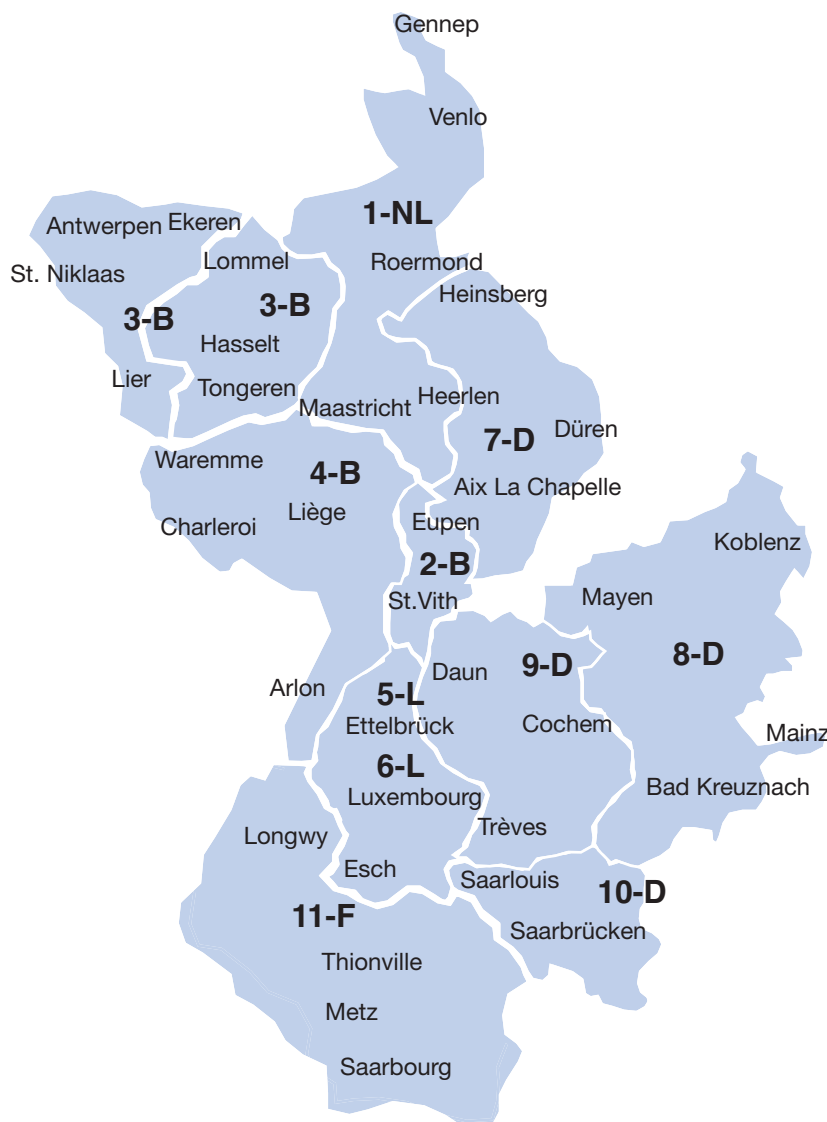 Gennep
Venlo
1-NL
Antwerpen
Ekeren
St. Niklaas
Lommel
Roermond
Heinsberg
3-B
3-B
Hasselt
Lier
Tongeren
Maastricht
Heerlen
7-D
Düren
Waremme
4-B
Aix La Chapelle
Charleroi
Liège
Eupen
Koblenz
2-B
St.Vith
Mayen
8-D
Daun
9-D
Arlon
5-L
Ettelbrück
Cochem
Mainz
6-L
Luxembourg
Bad Kreuznach
Longwy
Trèves
Esch
Saarlouis
10-D
11-F
Saarbrücken
Thionville
Metz
Saarbourg